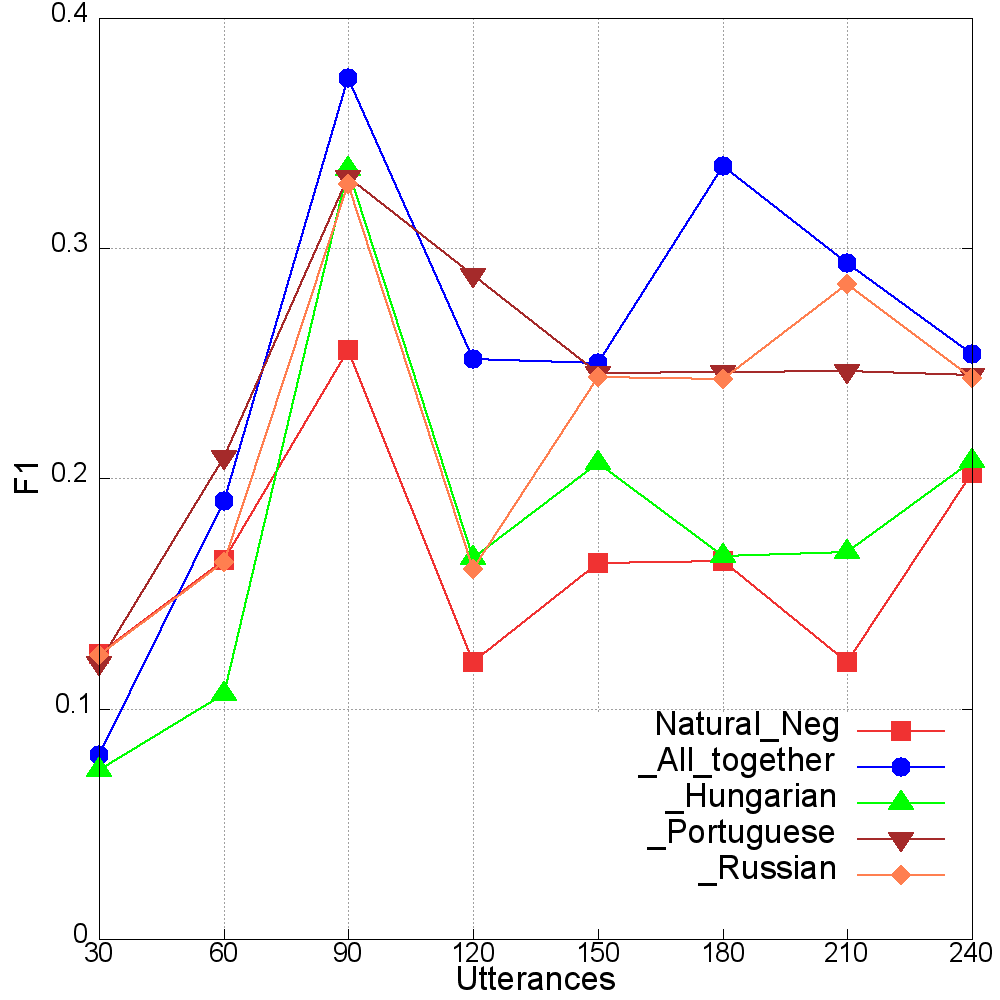 0.4
0.3
0.2
0.1
0
F1
30 60 90 120 150 180 210 240
Utterances
Natural_Neg
_All_together
_Hungarian
_Portuguese
_Russian